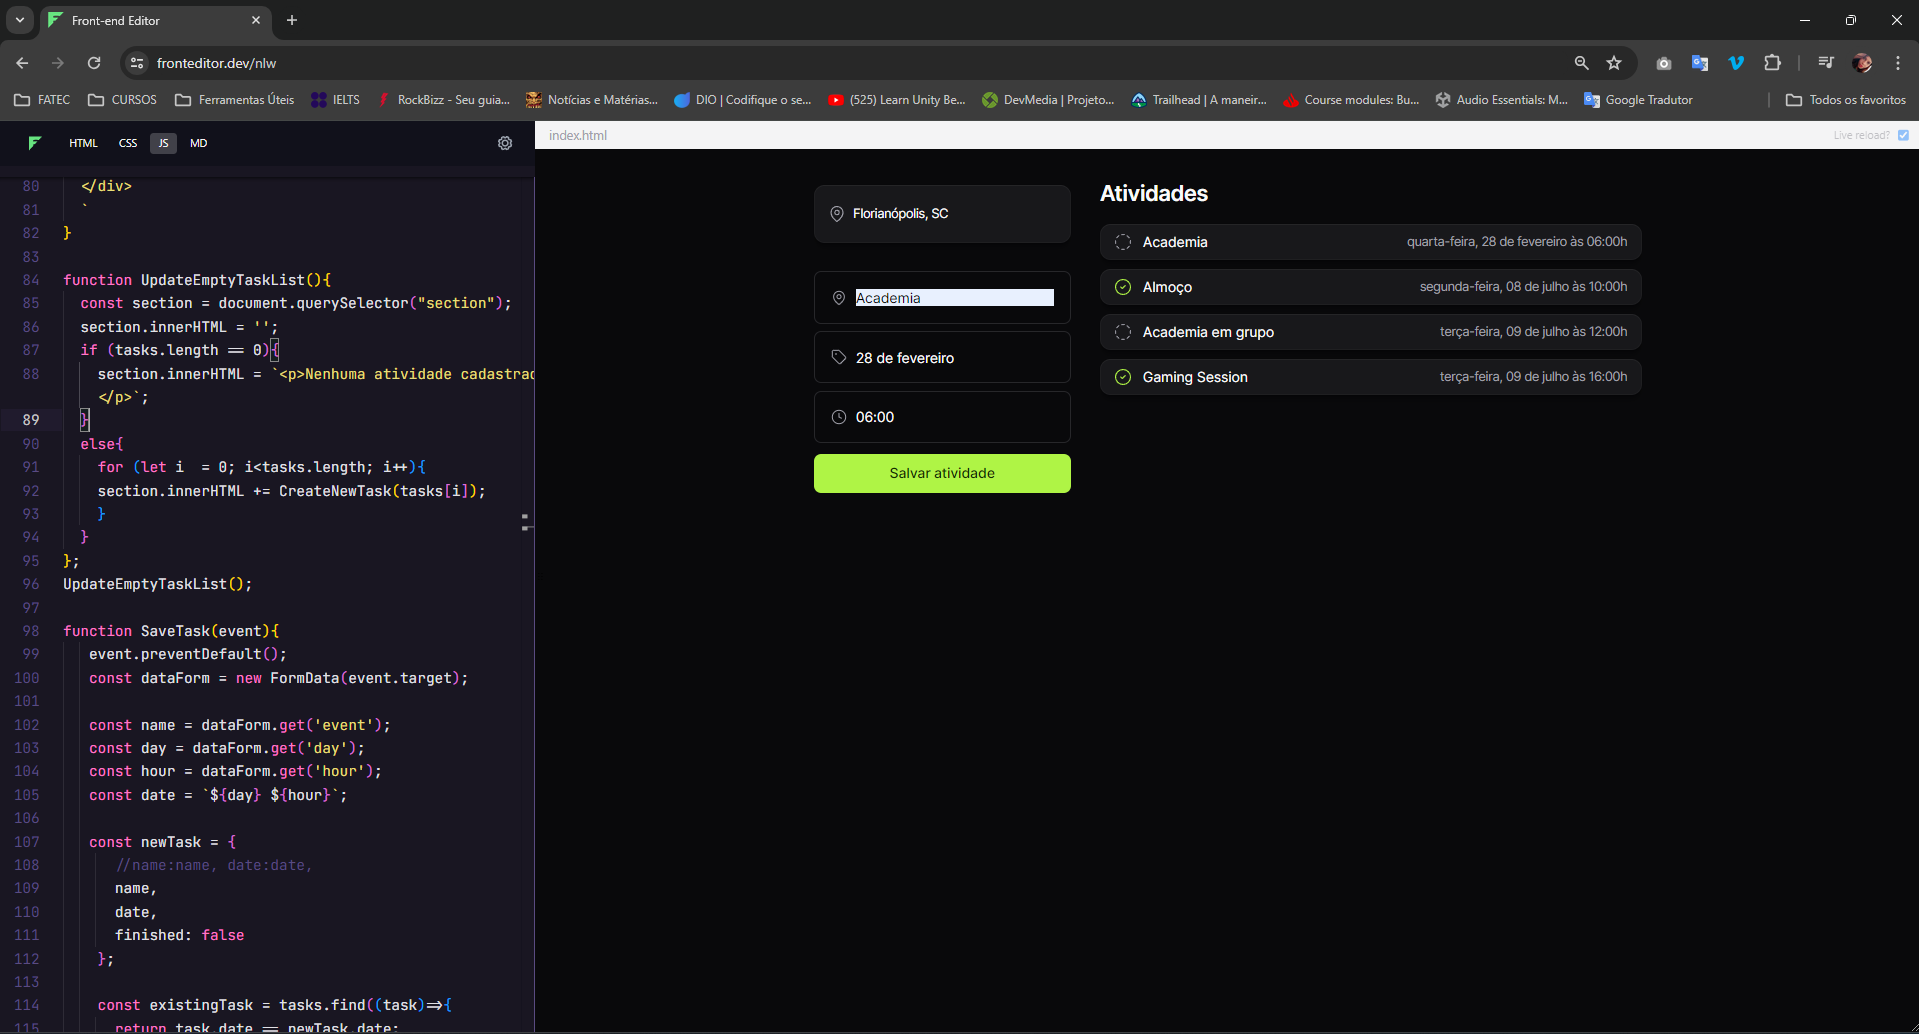 Front-end Editor
fronteditor.dev/nlw
FATEC CURSOS Ferramentas Úteis IELTS RockBizz - Seu guia... Notícias e Matérias... DIO | Codifique o se... (525) Learn Unity Be... DevMedia | Projeto... Trailhead | A maneir... Course modules: Bu... Audio Essentials: M... Google Tradutor Todos os favoritos
HTML CSS JS MD
index.html Live reload?
80 </div>
81 `
82 }
83
84 function UpdateEmptyTaskList(){
85 const section = document.querySelector("section");
86 section.innerHTML = '';
87 if (tasks.length == 0){
88 section.innerHTML = `<p>Nenhuma atividade cadastrad
</p>`;
89 }
90 else{
91 for (let i  = 0; i<tasks.length; i++){
92 section.innerHTML += CreateNewTask(tasks[i]);
93 }
94 }
95 };
96 UpdateEmptyTaskList();
97
98 function SaveTask(event){
99 event.preventDefault();
100 const dataForm = new FormData(event.target);
101
102 const name = dataForm.get('event');
103 const day = dataForm.get('day');
104 const hour = dataForm.get('hour');
105 const date = `${day} ${hour}`;
106
107 const newTask = {
108 //name:name, date:date,
109 name,
110 date,
111 finished: false
112 };
113
114 const existingTask = tasks.find((task)=>{
115 return task.date == newTask.date;
Florianópolis, SC
Academia
28 de fevereiro
06:00
Salvar atividade
Atividades
Academia quarta-feira, 28 de fevereiro às 06:00h
Almoço segunda-feira, 08 de julho às 10:00h
Academia em grupo terça-feira, 09 de julho às 12:00h
Gaming Session terça-feira, 09 de julho às 16:00h